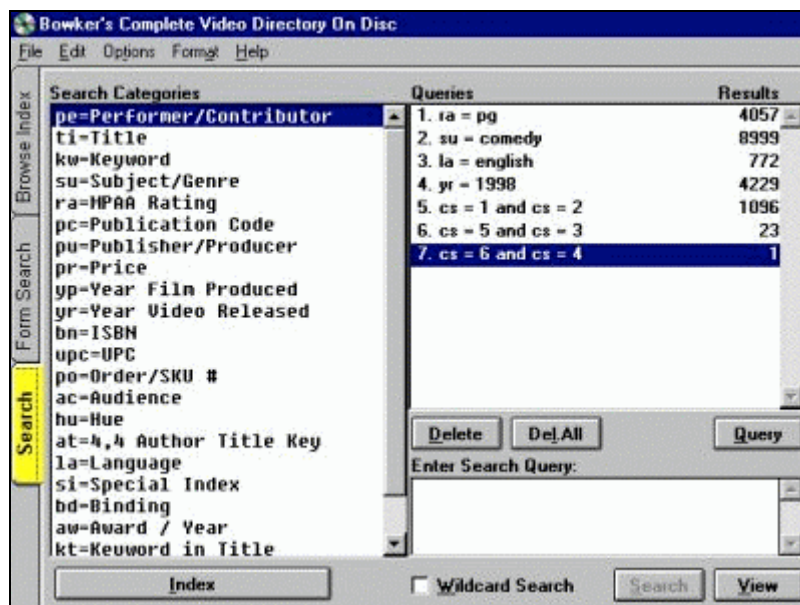 Bowker's Complete Video Directory On Disc
File Edit Options Format Help
Browse Index
Form Search
Search
Search Categories
pe=Performer/Contributor
ti=Title
kw=Keyword
su=Subject/Genre
ra=MPAA Rating
pc=Publication Code
pu=Publisher/Producer
pr=Price
yp=Year Film Produced
yr=Year Video Released
bn=ISBN
upc=UPC
po=Order/SKU #
ac=Audience
hu=Hue
at=4,4 Author Title Key
la=Language
si=Special Index
bd=Binding
aw=Award / Year
kt=Keyword in Title
Index
Queries Results
1. ra = pg 4057
2. su = comedy 8999
3. la = english 772
4. yr = 1998 4229
5. cs = 1 and cs = 2 1096
6. cs = 5 and cs = 3 23
7. cs = 6 and cs = 4 1
Delete Del.All Query
Enter Search Query:
Wildcard Search Search View